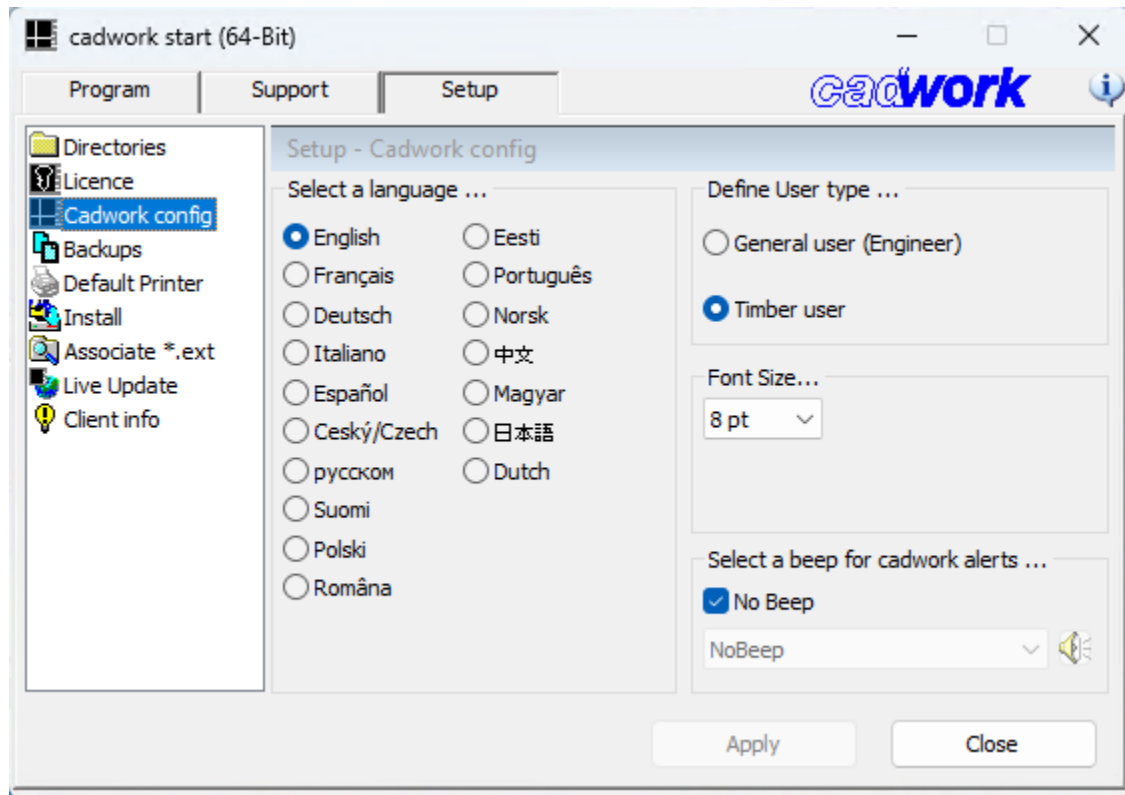 cadwork start (64-Bit)
Program
Support
Setup
cadwork
Directories
Licence
Cadwork config
Backups
Default Printer
Install
Associate *.ext
Live Update
Client info
Setup - Cadwork config
Select a language ...
English
Français
Deutsch
Italiano
Español
Ceský/Czech
русском
Suomi
Polski
Româna
Eesti
Português
Norsk
中文
Magyar
日本語
Dutch
Define User type ...
General user (Engineer)
Timber user
Font Size...
8 pt
Select a beep for cadwork alerts ...
No Beep
NoBeep
Apply
Close